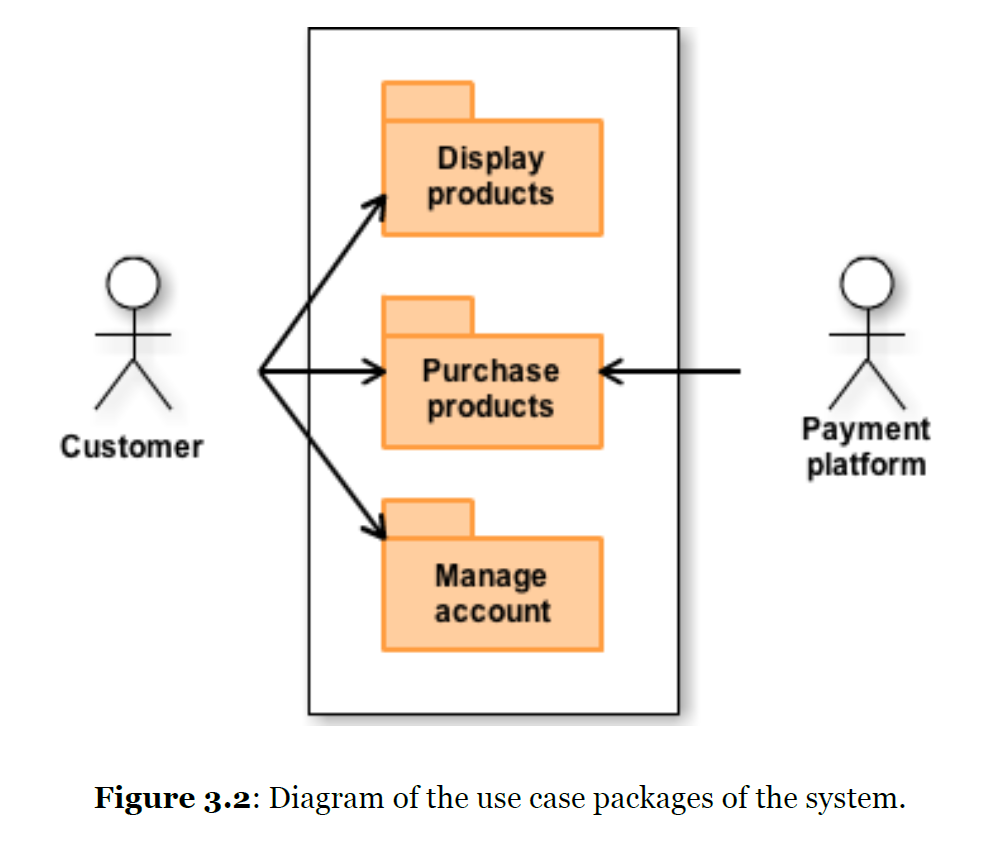 Display
products
Purchase
products
Manage
account
Customer
Payment
platform
Figure 3.2: Diagram of the use case packages of the system.